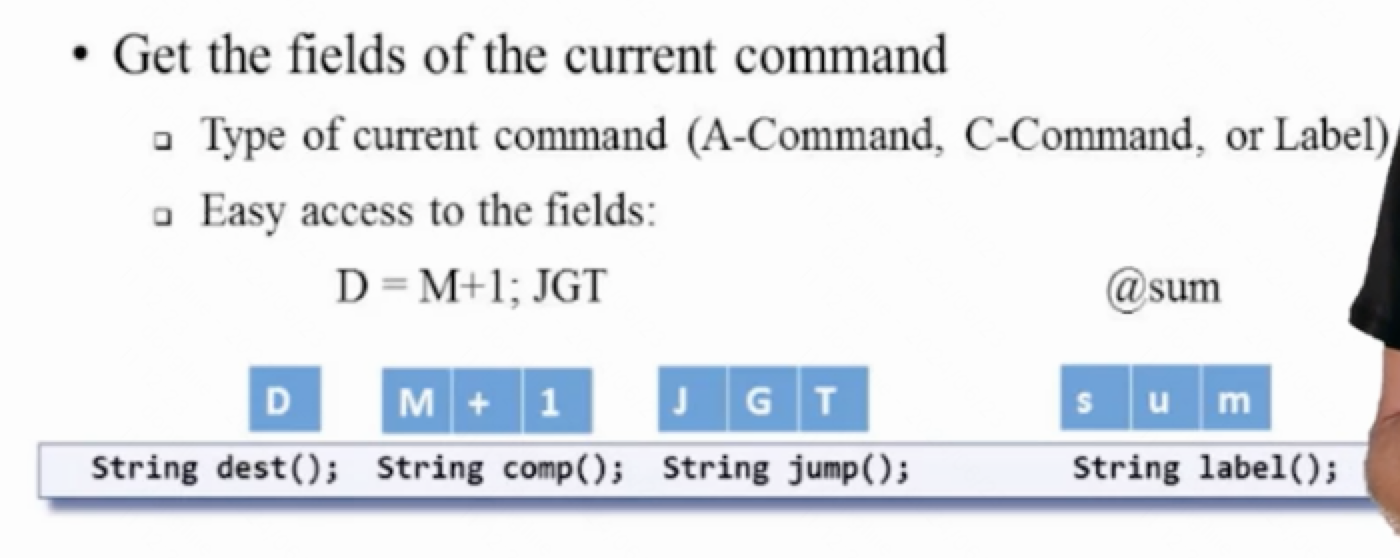 • Get the fields of the current command
❑ Type of current command (A-Command, C-Command, or Label)
❑ Easy access to the fields:
D = M+1; JGT @sum
D M + 1 J G T s u m
String dest(); String comp(); String jump(); String label();